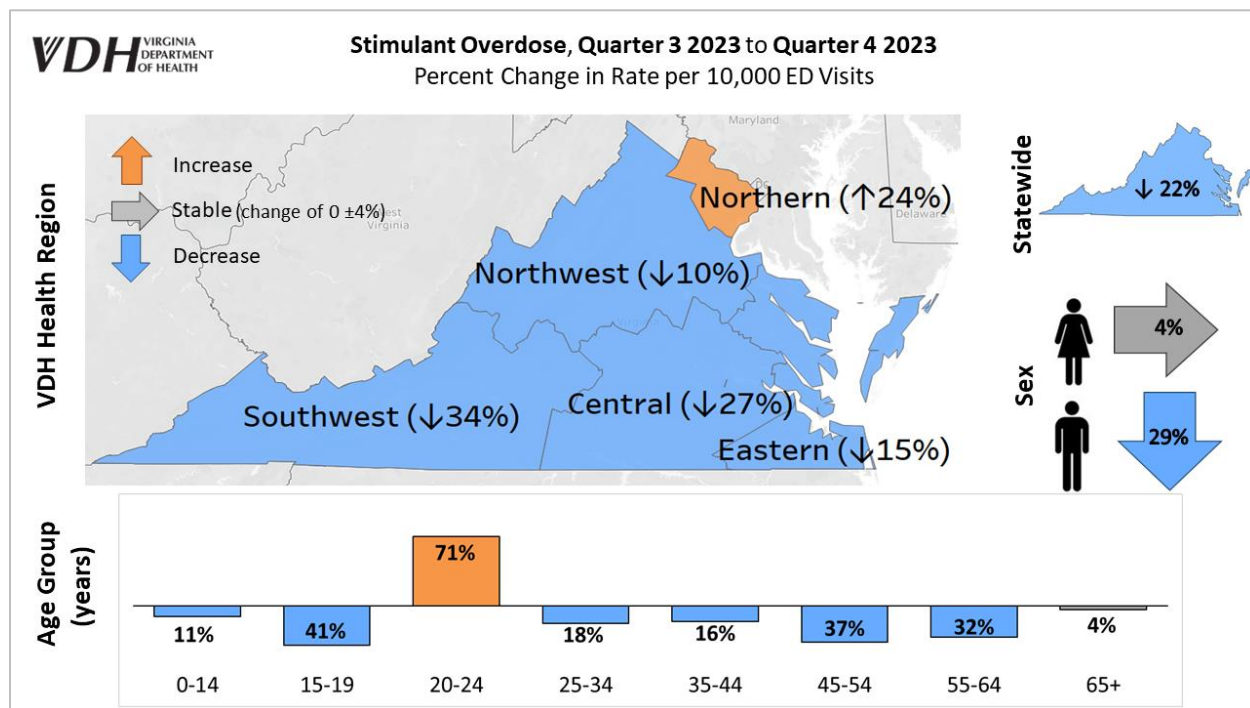 VDH VIRGINIA
DEPARTMENT
OF HEALTH
Stimulant Overdose, Quarter 3 2023 to Quarter 4 2023
Percent Change in Rate per 10,000 ED Visits
VDH Health Region
Increase
Stable (change of 0 ±4%)
Decrease
Maryland
West
Virginia
DC
Delaware
Virginia
Northern (↑24%)
Northwest (↓10%)
Southwest (↓34%)
Central (↓27%)
Eastern (↓15%)
Statewide
↓ 22%
Sex
4%
29%
Age Group
(years)
71%
11%
41%
18%
16%
37%
32%
4%
0-14
15-19
20-24
25-34
35-44
45-54
55-64
65+